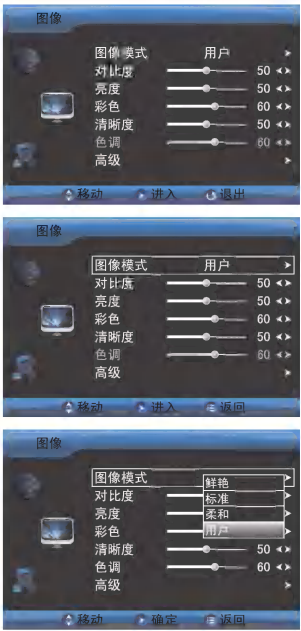 图像
图像模式 用户
对比度 50
亮度 50
彩色 60
清晰度 50
色调 60
高级
移动 进入 退出
图像
图像模式 用户
对比度 50
亮度 50
彩色 60
清晰度 50
色调 60
高级
移动 进入 返回
图像
图像模式
鲜艳
对比度
标准
亮度
柔和
彩色
用户
清晰度 50
色调 60
高级
移动 确定 返回